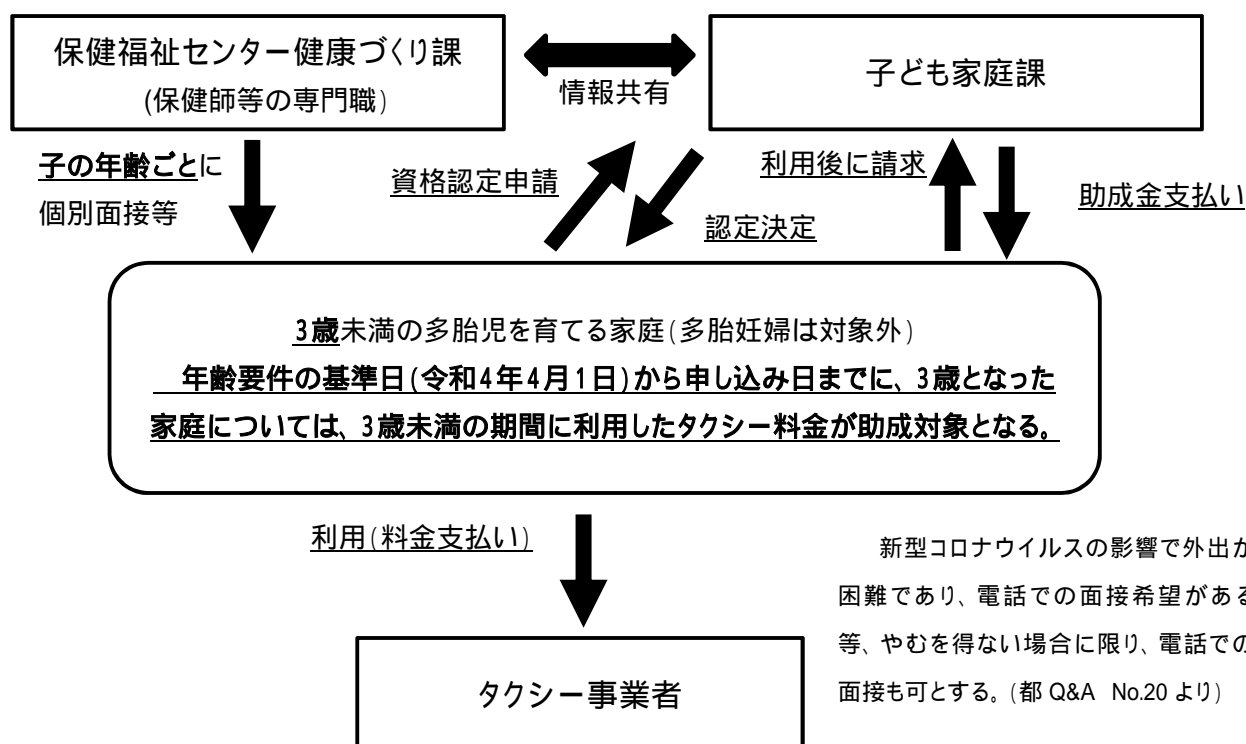 保健福祉センター健康づくり課
(保健師等の専門職)
情報共有
子ども家庭課
子の年齢ごとに
個別面接等
資格認定申請
認定決定
利用後に請求
助成金支払い
3歳未満の多胎児を育てる家庭(多胎妊婦は対象外)
年齢要件の基準日(令和4年4月1日)から申し込み日までに、3歳となった
家庭については、3歳未満の期間に利用したタクシー料金が助成対象となる。
利用(料金支払い)
新型コロナウイルスの影響で外出が
困難であり、電話での面接希望がある
等、やむを得ない場合に限り、電話での
面接も可とする。(都 Q&A No.20 より)
タクシー事業者